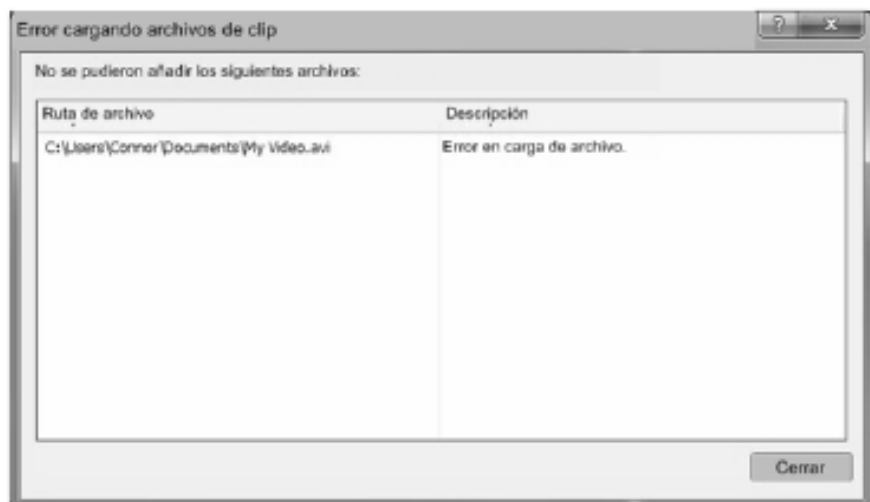 Error cargando archivos de clip
? X
No se pudieron añadir los siguientes archivos:
Ruta de archivo Descripción
C:\Users\Connor\Documents\My Video.avi Error en carga de archivo.
Cerrar